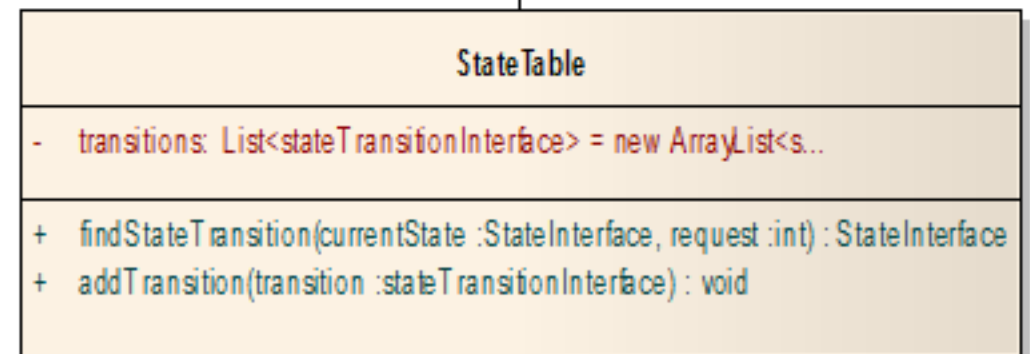 StateTable
- transitions: List<stateTransitionInterface> = new ArrayList<s...
+ findStateTransition(currentState :StateInterface, request :int) : StateInterface
+ addTransition(transition :stateTransitionInterface) : void